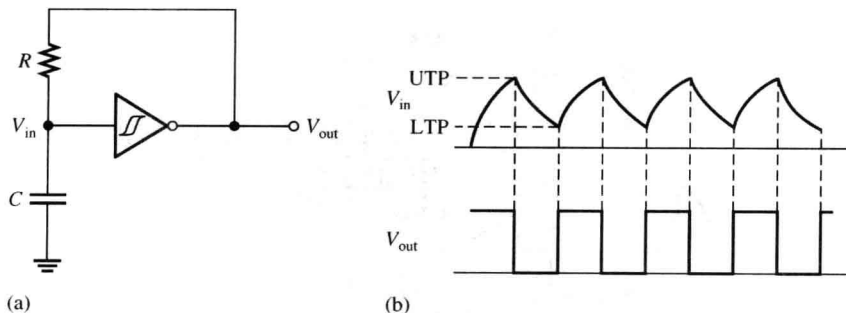 R
V_in
V_out
C
(a)
UTP
V_in
LTP
V_out
(b)